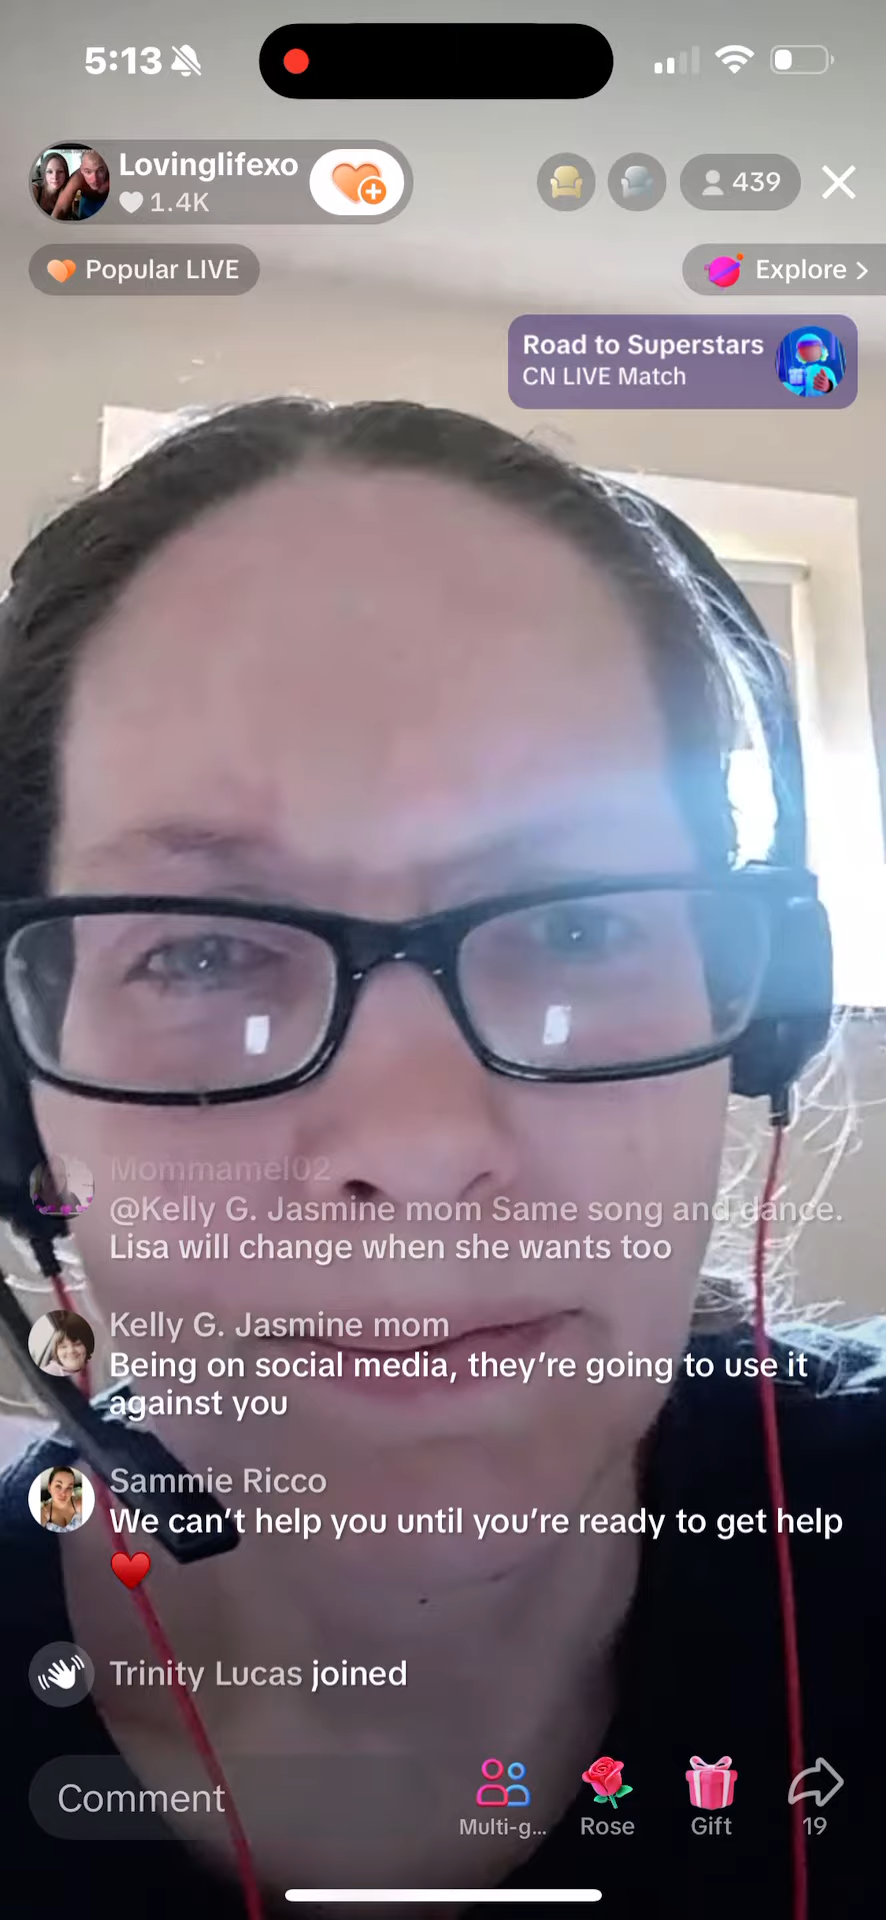 5:13
Lovinglifexo
1.4K
439
Popular LIVE
Explore >
Road to Superstars
CN LIVE Match
Mommamel02
@Kelly G. Jasmine mom Same song and dance.
Lisa will change when she wants too
Kelly G. Jasmine mom
Being on social media, they’re going to use it
against you
Sammie Ricco
We can’t help you until you’re ready to get help
♥️
Trinity Lucas joined
Comment
Multi-g...
Rose
Gift
19